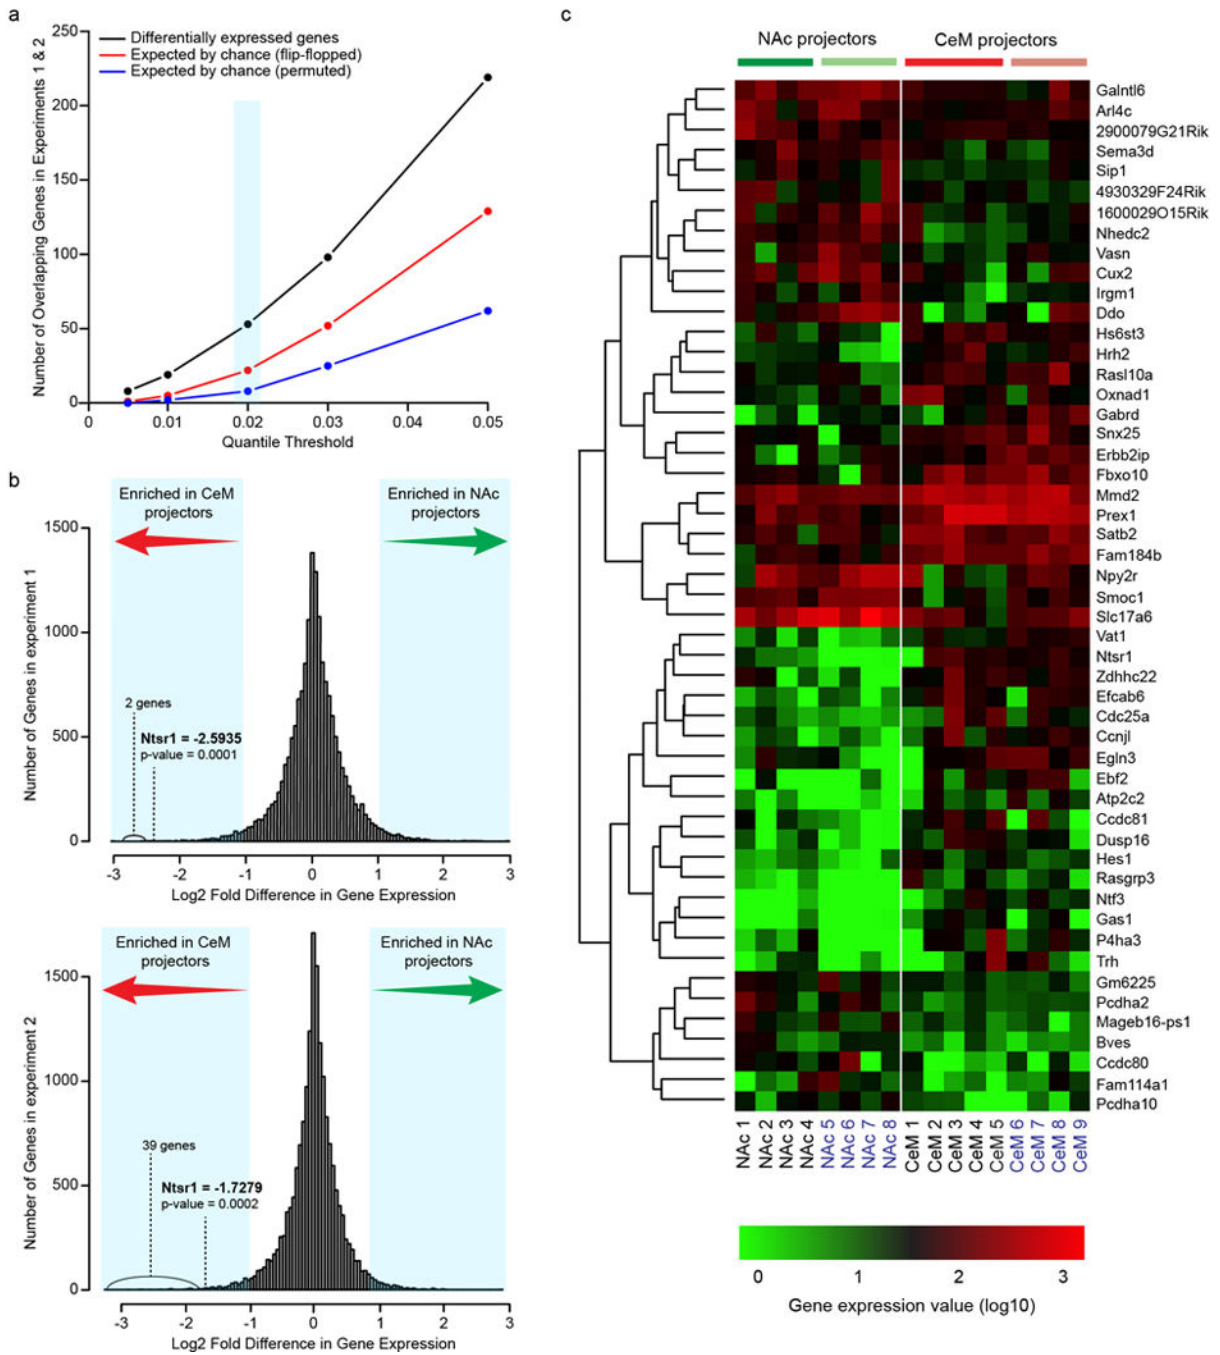 a
250
200
150
100
50
0
Number of Overlapping Genes in Experiments 1 & 2
Differentially expressed genes
Expected by chance (flip-flopped)
Expected by chance (permuted)
0 0.01 0.02 0.03 0.04 0.05
Quantile Threshold
b
Enriched in CeM
projectors
Enriched in NAc
projectors
1500
1000
500
0
Number of Genes in experiment 1
2 genes
Ntsr1 = -2.5935
p-value = 0.0001
-3 -2 -1 0 1 2 3
Log2 Fold Difference in Gene Expression
Enriched in CeM
projectors
Enriched in NAc
projectors
1500
1000
500
0
Number of Genes in experiment 2
39 genes
Ntsr1 = -1.7279
p-value = 0.0002
-3 -2 -1 0 1 2 3
Log2 Fold Difference in Gene Expression
c
NAc projectors
CeM projectors
Galntl6
Arl4c
2900079G21Rik
Sema3d
Sip1
4930329F24Rik
1600029O15Rik
Nhedc2
Vasn
Cux2
Irgm1
Ddo
Hs6st3
Hrh2
Rasl10a
Oxnad1
Gabrd
Snx25
Erbb2ip
Fbxo10
Mmd2
Prex1
Satb2
Fam184b
Npy2r
Smoc1
Slc17a6
Vat1
Ntsr1
Zdhhc22
Efcab6
Cdc25a
Ccnjl
Egln3
Ebf2
Atp2c2
Ccdc81
Dusp16
Hes1
Rasgrp3
Ntf3
Gas1
P4ha3
Trh
Gm6225
Pcdha2
Mageb16-ps1
Bves
Ccdc80
Fam114a1
Pcdha10
NAc 1
NAc 2
NAc 3
NAc 4
NAc 5
NAc 6
NAc 7
NAc 8
CeM 1
CeM 2
CeM 3
CeM 4
CeM 5
CeM 6
CeM 7
CeM 8
CeM 9
0 1 2 3
Gene expression value (log10)